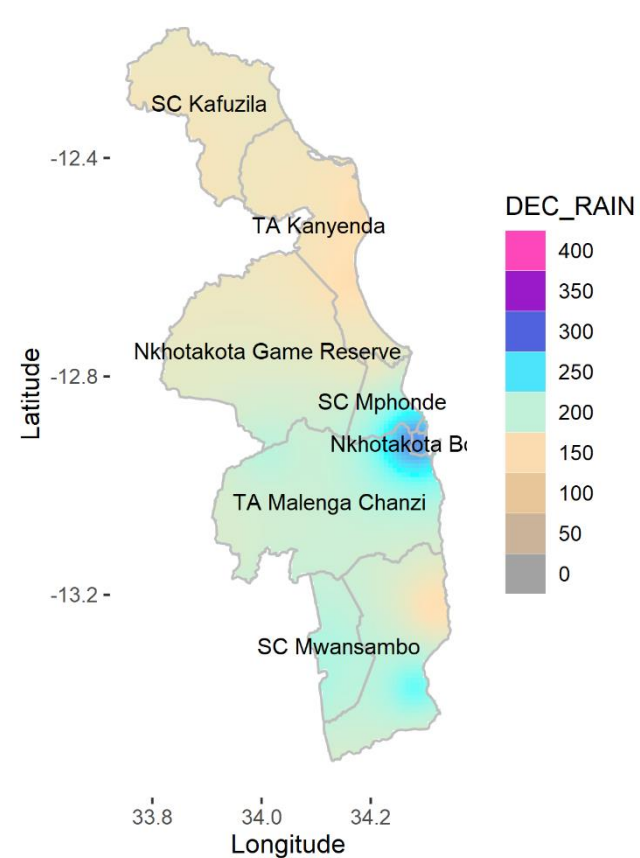 SC Kafuzila
-12.4
TA Kanyenda
DEC_RAIN
400
350
300
250
200
150
100
50
0
Nkhotakota Game Reserve
-12.8
SC Mphonde
Nkhotakota Bo
TA Malenga Chanzi
-13.2
SC Mwansambo
33.8 34.0 34.2
Longitude
Latitude